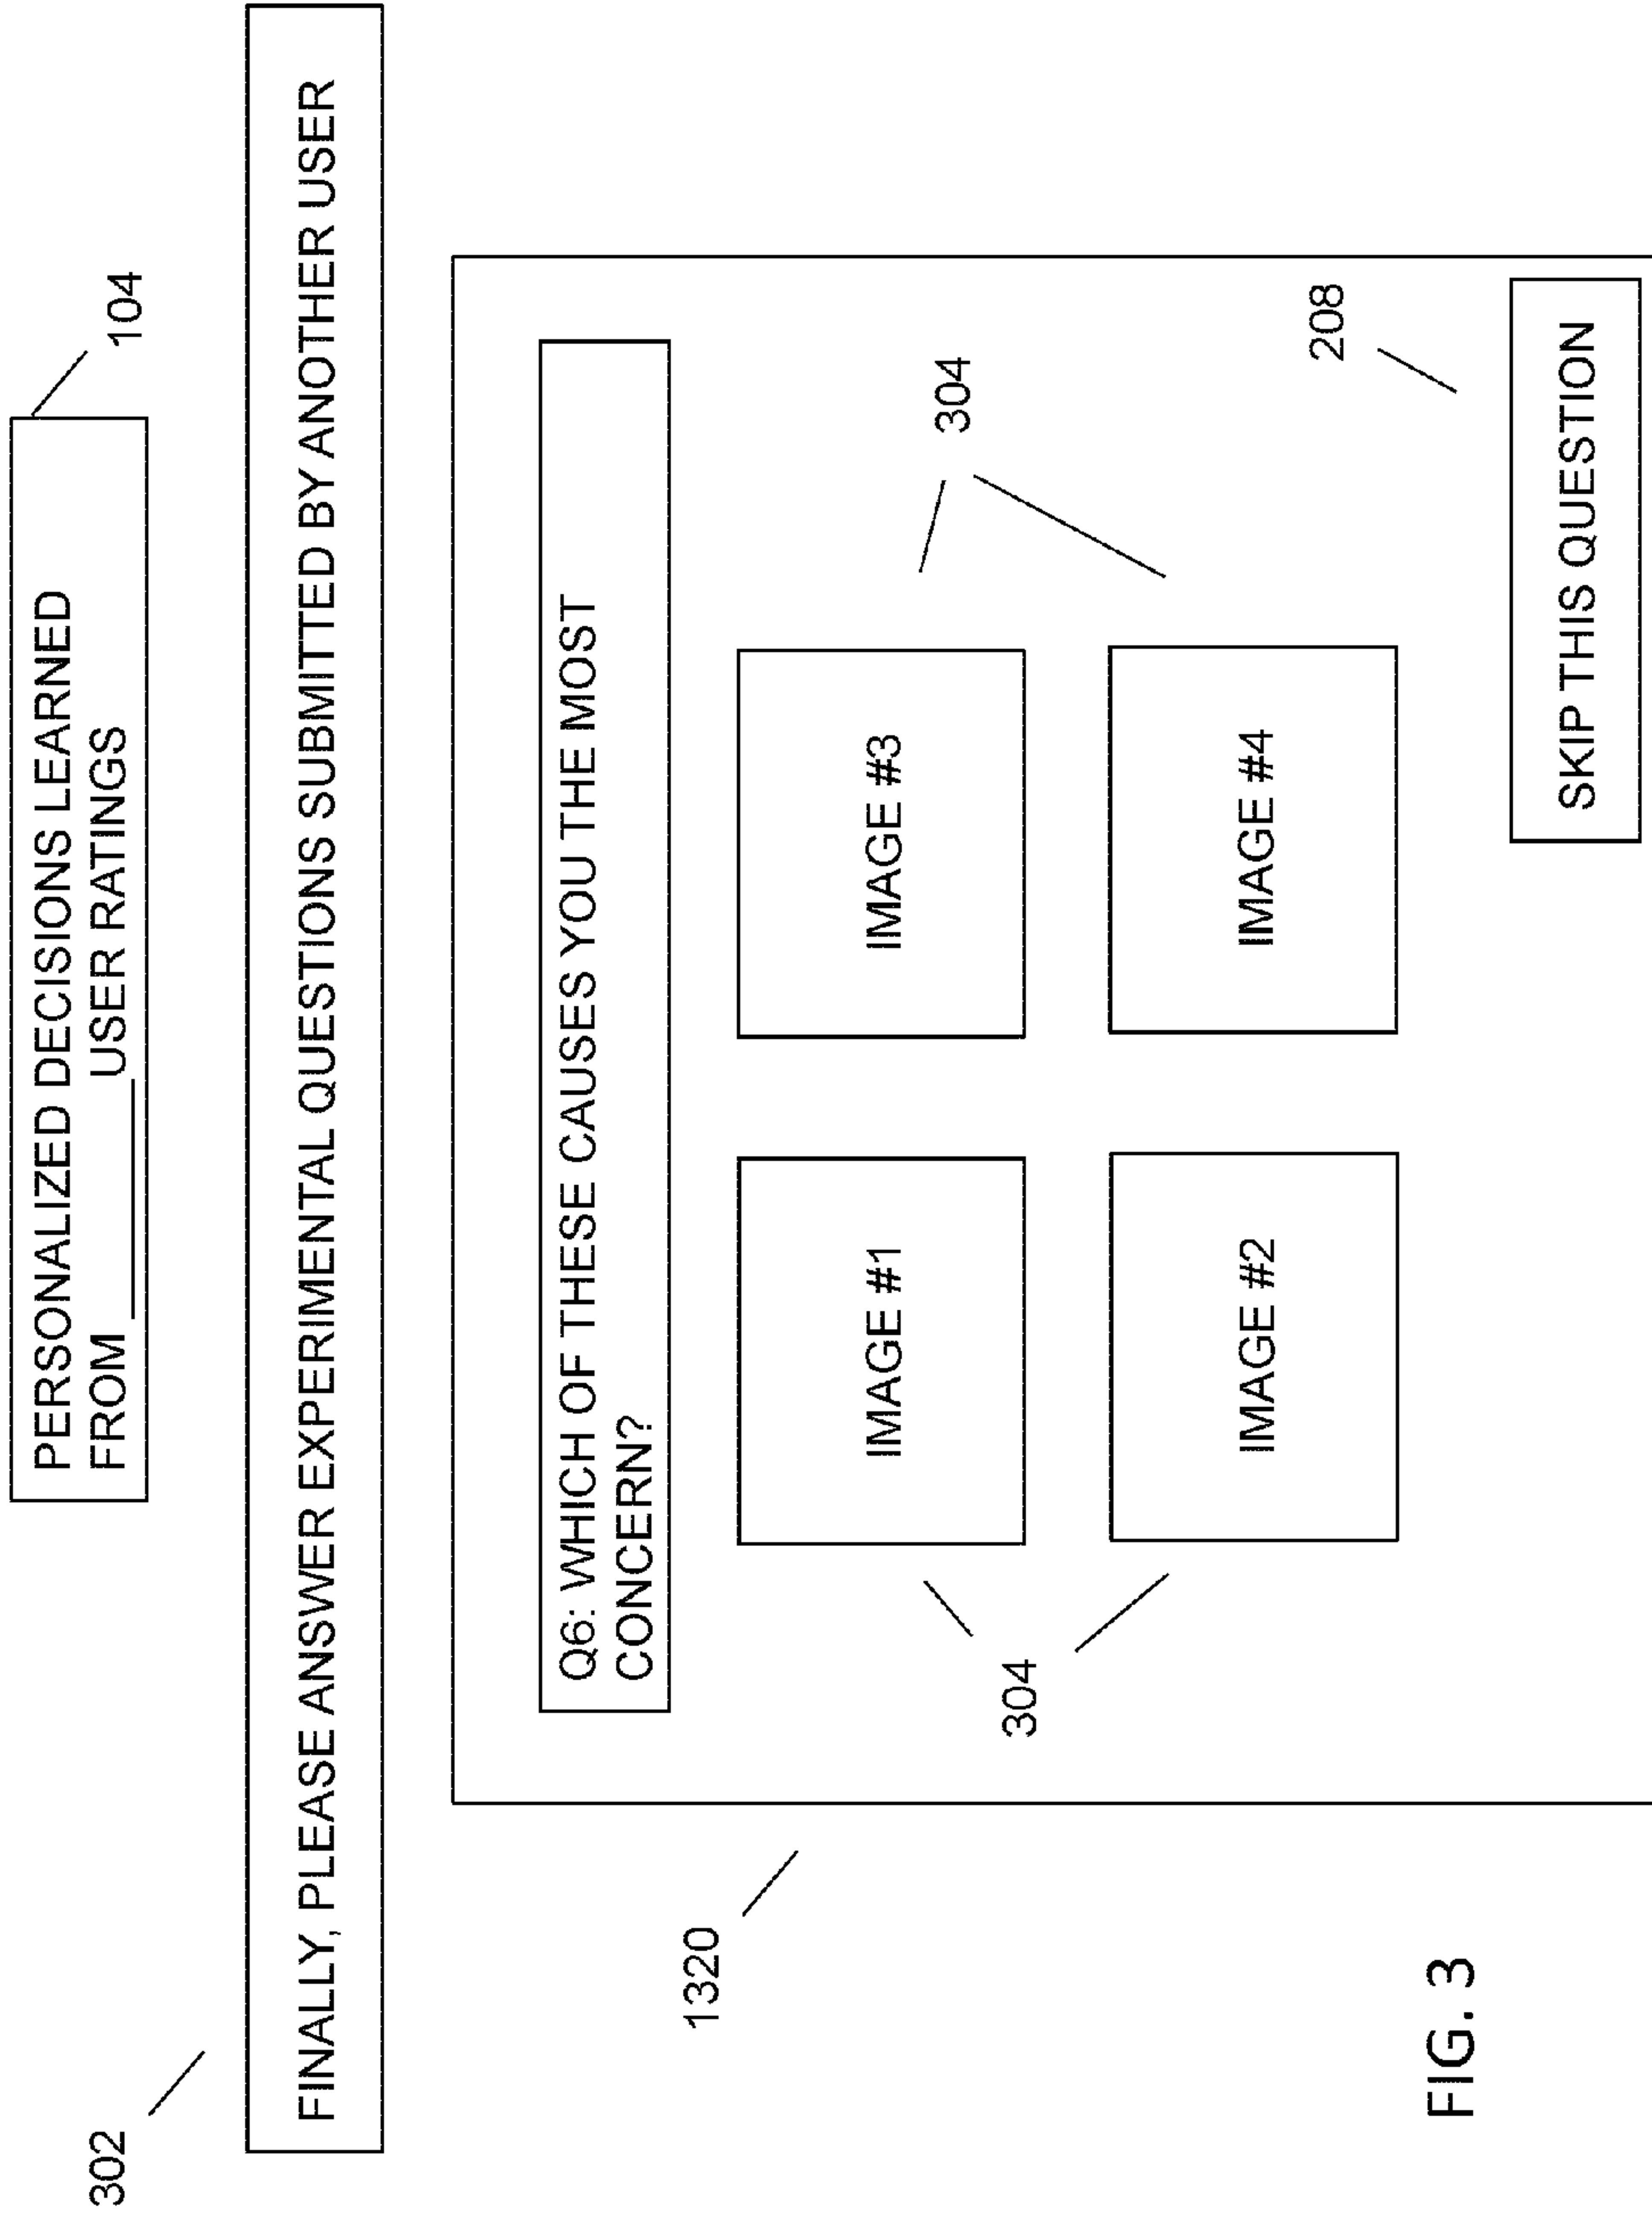 PERSONALIZED DECISIONS LEARNED
FROM __________ USER RATINGS
104
302
FINALLY, PLEASE ANSWER EXPERIMENTAL QUESTIONS SUBMITTED BY ANOTHER USER
1320
Q6: WHICH OF THESE CAUSES YOU THE MOST
CONCERN?
304
IMAGE #1
IMAGE #3
304
IMAGE #2
IMAGE #4
208
SKIP THIS QUESTION
FIG. 3